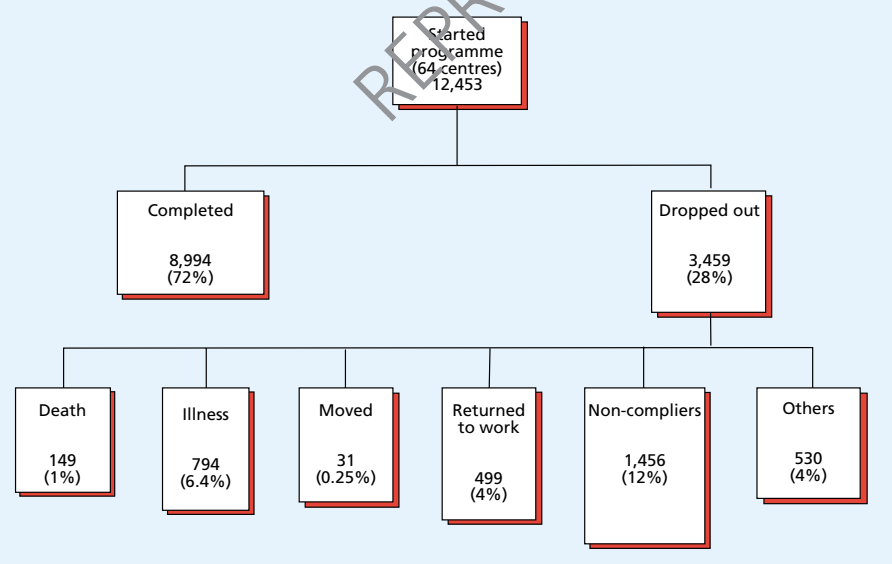 Started
programme
(64 centres)
12,453
REPR
Completed
8,994
(72%)
Dropped out
3,459
(28%)
Death
149
(1%)
Illness
794
(6.4%)
Moved
31
(0.25%)
Returned
to work
499
(4%)
Non-compliers
1,456
(12%)
Others
530
(4%)